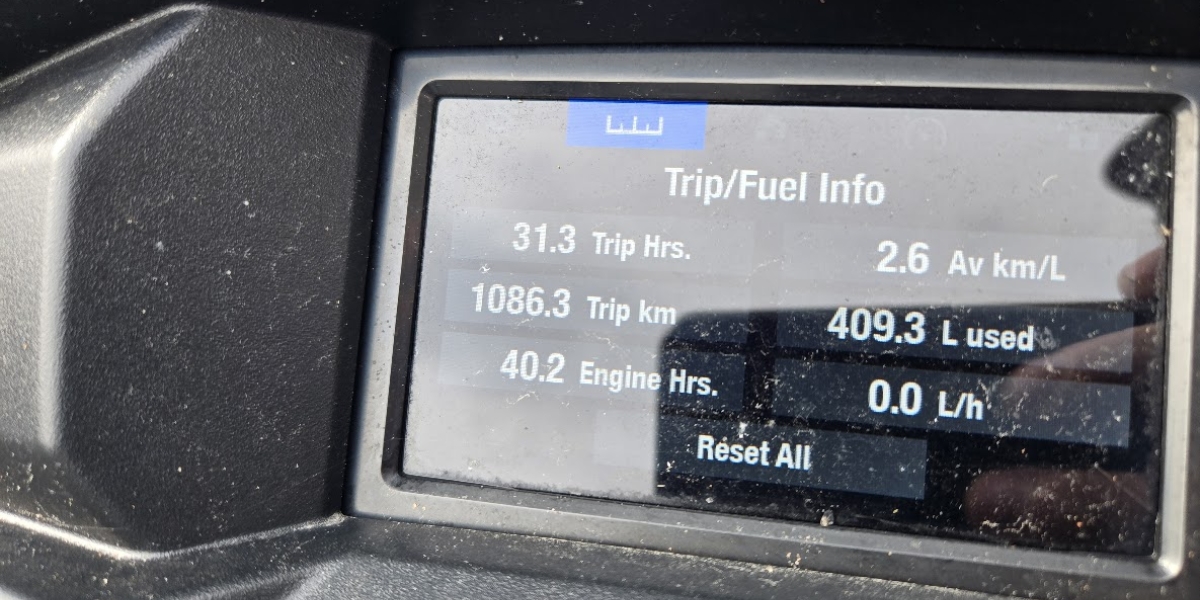 Trip/Fuel Info
31.3 Trip Hrs.
2.6 Av km/L
1086.3 Trip km
409.3 L used
40.2 Engine Hrs.
0.0 L/h
Reset All